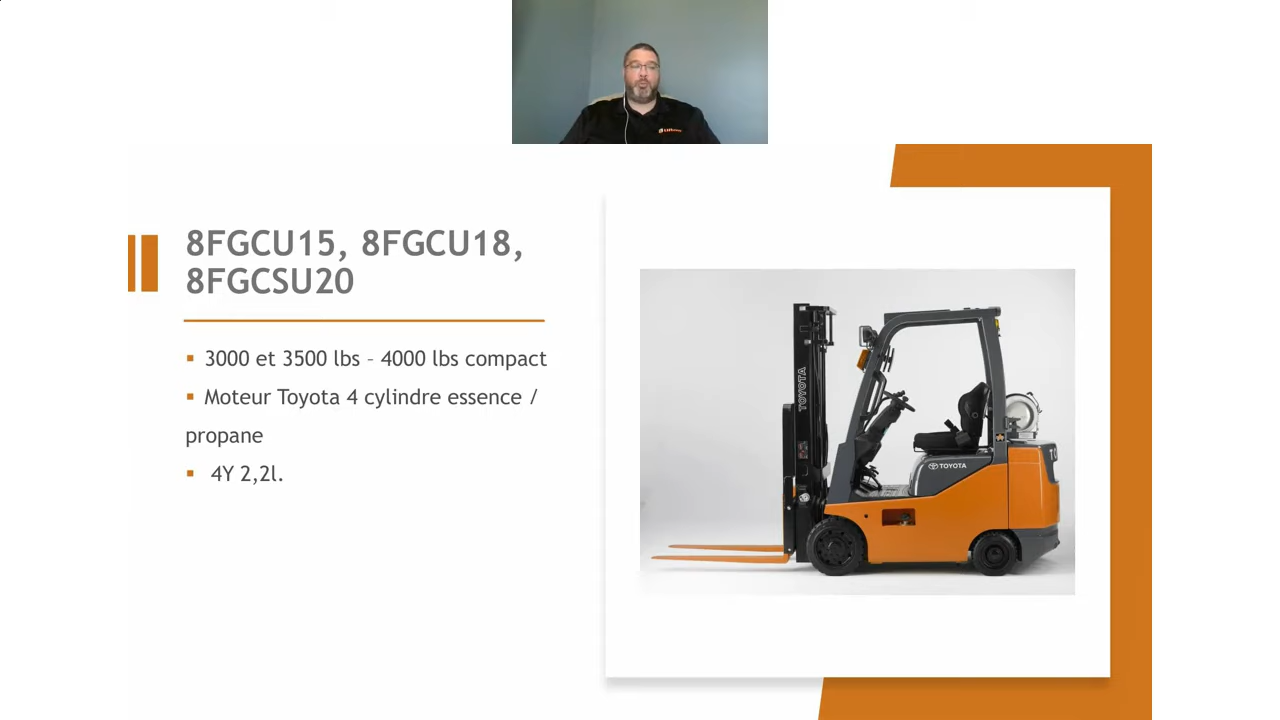 8FGCU15, 8FGCU18,
8FGCSU20
▪ 3000 et 3500 lbs – 4000 lbs compact
▪ Moteur Toyota 4 cylindre essence /
propane
▪ 4Y 2,2l.
TOYOTA
TOYOTA
TO